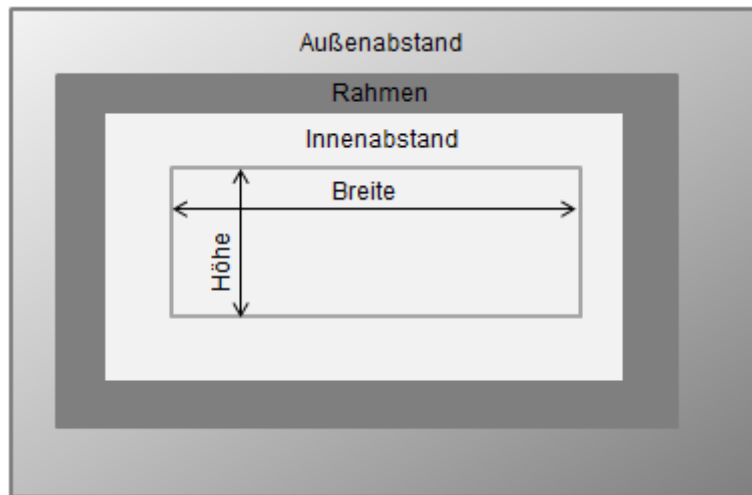 Außenabstand
Rahmen
Innenabstand
Breite
Höhe